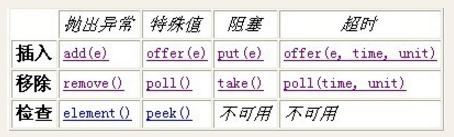 抛出异常 特殊值 阻塞 超时
插入 add(e) offer(e) put(e) offer(e, time, unit)
移除 remove() poll() take() poll(time, unit)
检查 element() peek() 不可用 不可用